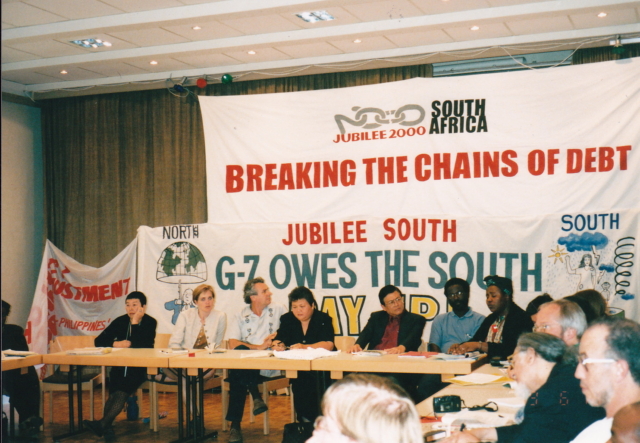 JUBILEE 2000
SOUTH
AFRICA
BREAKING THE CHAINS OF DEBT
NORTH
JUBILEE SOUTH
SOUTH
G-7 OWES THE SOUTH
PHILIPPINES